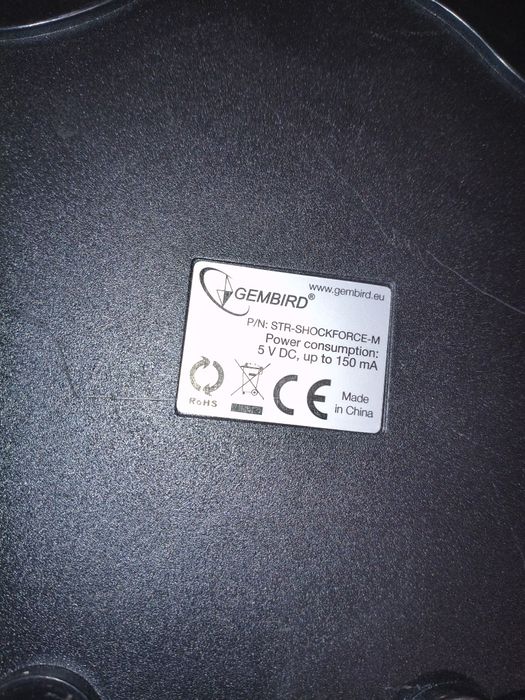 www.gembird.eu
GEMBIRD®
P/N: STR-SHOCKFORCE-M
Power consumption:
5 V DC, up to 150 mA
RoHS
CE
Made
in China